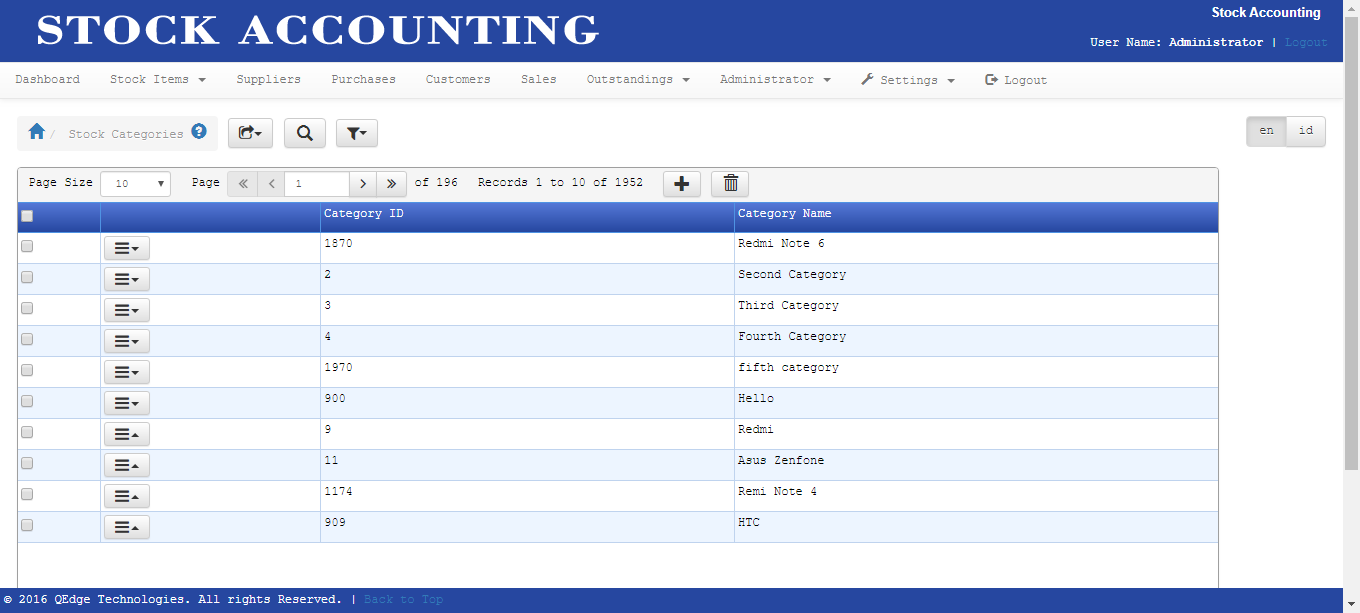 STOCK ACCOUNTING
Stock Accounting
User Name: Administrator | Logout
Dashboard Stock Items Suppliers Purchases Customers Sales Outstandings Administrator Settings Logout
/ Stock Categories ?
en id
Page Size 10 Page 1 of 196 Records 1 to 10 of 1952
Category ID Category Name
1870 Redmi Note 6
2 Second Category
3 Third Category
4 Fourth Category
1970 fifth category
900 Hello
9 Redmi
11 Asus Zenfone
1174 Remi Note 4
909 HTC
© 2016 QEdge Technologies. All rights Reserved. | Back to Top